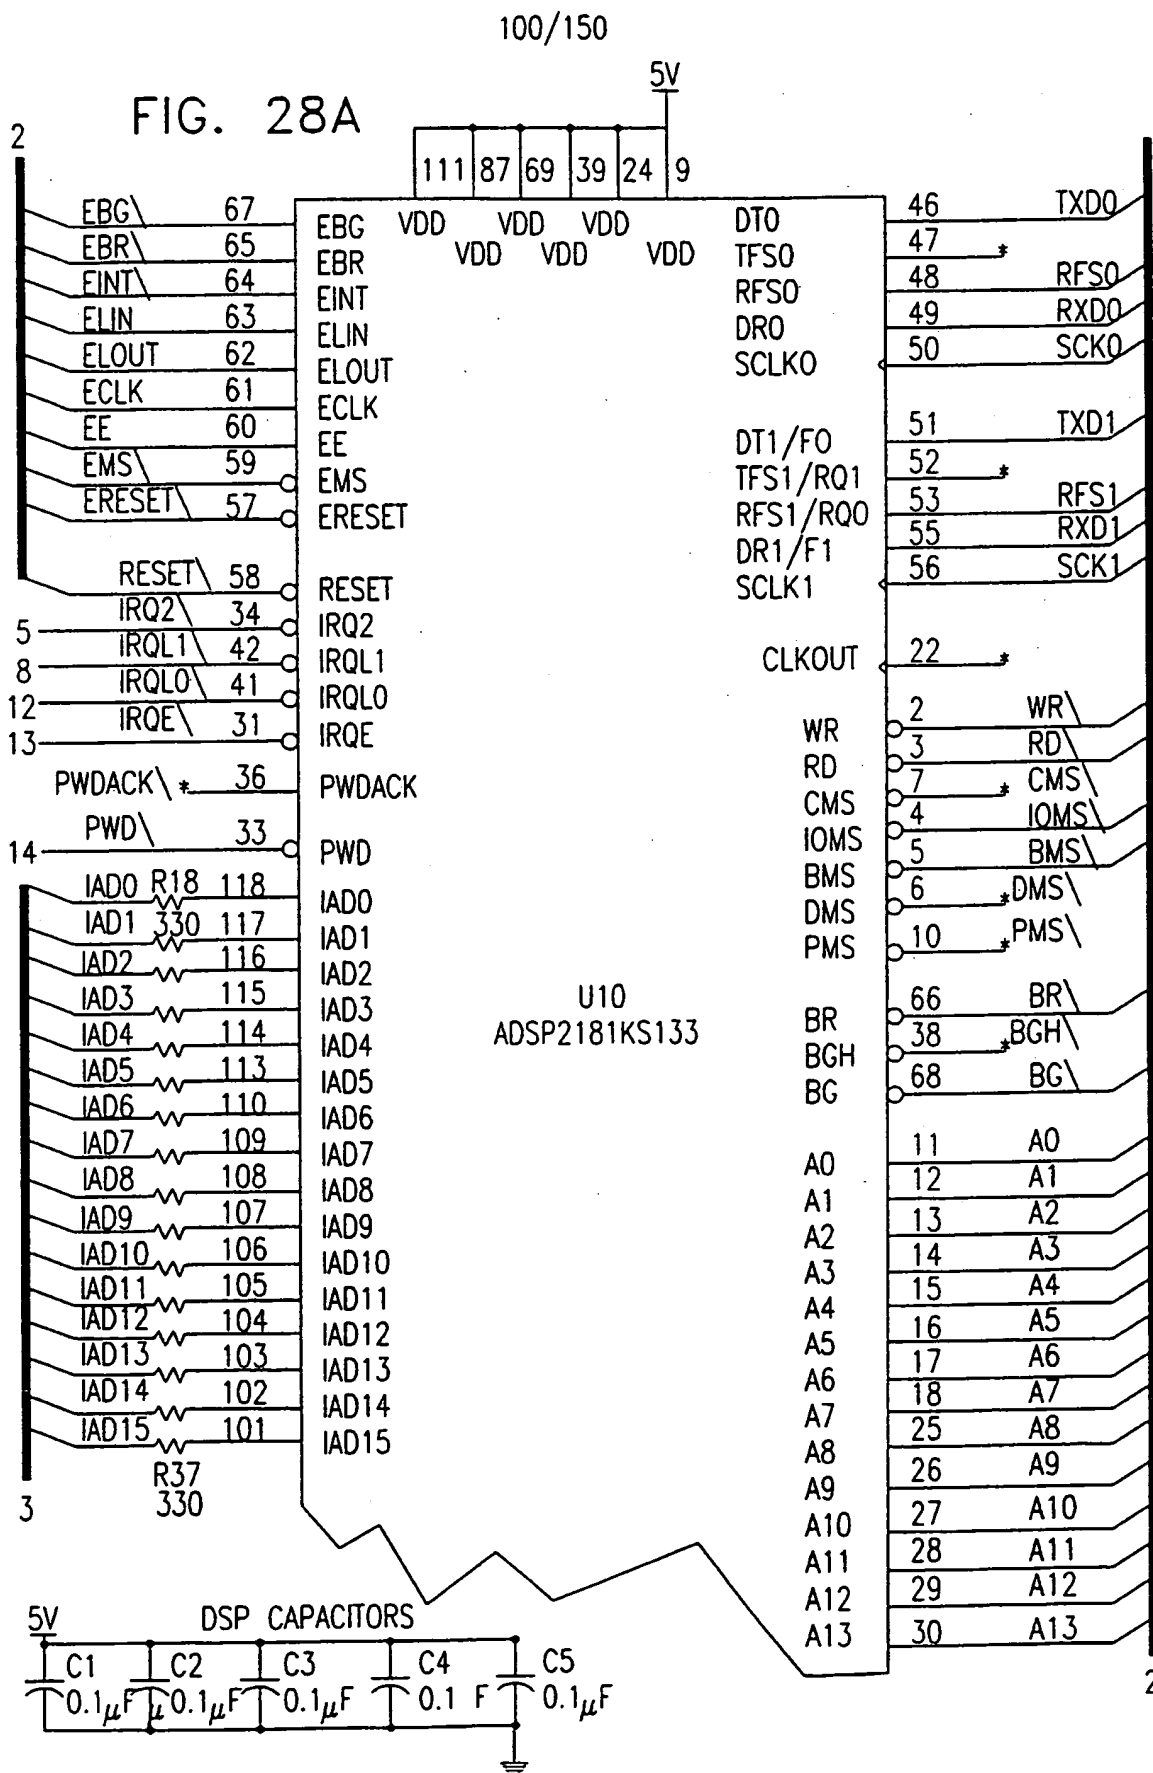 100/150
FIG. 28A
5V
2
111 87 69 39 24 9
VDD VDD VDD
VDD VDD VDD
EBG\ 67 EBG
EBR\ 65 EBR
EINT\ 64 EINT
ELIN 63 ELIN
ELOUT 62 ELOUT
ECLK 61 ECLK
EE 60 EE
EMS\ 59 EMS
ERESET\ 57 ERESET
RESET\ 58 RESET
5 IRQ2\ 34 IRQ2
8 IRQL1\ 42 IRQL1
12 IRQL0\ 41 IRQL0
13 IRQE\ 31 IRQE
PWDACK\ * 36 PWDACK
14 PWD\ 33 PWD
IAD0 R18 118 IAD0
IAD1 330 117 IAD1
IAD2 116 IAD2
IAD3 115 IAD3
IAD4 114 IAD4
IAD5 113 IAD5
IAD6 110 IAD6
IAD7 109 IAD7
IAD8 108 IAD8
IAD9 107 IAD9
IAD10 106 IAD10
IAD11 105 IAD11
IAD12 104 IAD12
IAD13 103 IAD13
IAD14 102 IAD14
IAD15 101 IAD15
R37
330
3
U10
ADSP2181KS133
DT0 46 TXD0
TFS0 47 *
RFS0 48 RFS0
DR0 49 RXD0
SCLK0 50 SCK0
DT1/F0 51 TXD1
TFS1/RQ1 52 *
RFS1/RQ0 53 RFS1
DR1/F1 55 RXD1
SCLK1 56 SCK1
CLKOUT 22 *
WR 2 WR\
RD 3 RD\
CMS 7 * CMS\
IOMS 4 IOMS\
BMS 5 BMS\
DMS 6 * DMS\
PMS 10 * PMS\
BR 66 BR\
BGH 38 * BGH\
BG 68 BG\
A0 11 A0
A1 12 A1
A2 13 A2
A3 14 A3
A4 15 A4
A5 16 A5
A6 17 A6
A7 18 A7
A8 25 A8
A9 26 A9
A10 27 A10
A11 28 A11
A12 29 A12
A13 30 A13
2
5V DSP CAPACITORS
C1 C2 C3 C4 C5
0.1μF μ 0.1μF 0.1μF 0.1 F 0.1μF